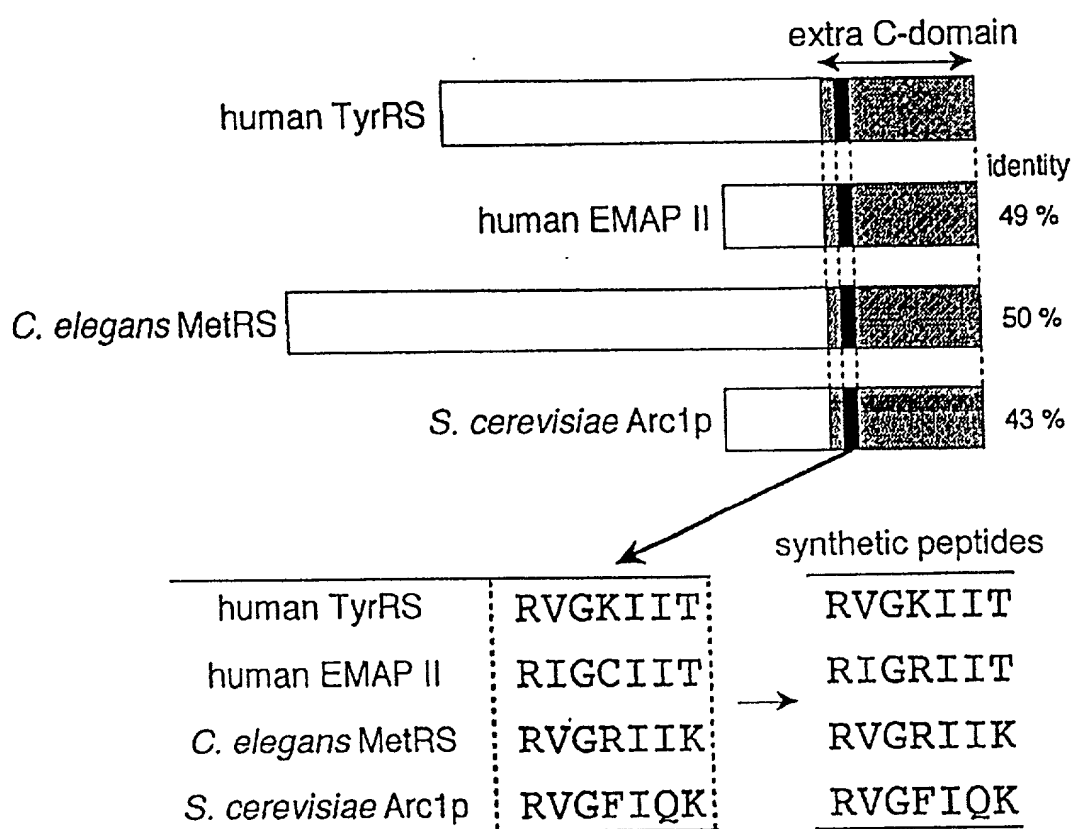 extra C-domain
human TyrRS
identity
human EMAP II
49 %
C. elegans MetRS
50 %
S. cerevisiae Arc1p
43 %
synthetic peptides
human TyrRS RVGKIIT RVGKIIT
human EMAP II RIGCIIT RIGRIIT
C. elegans MetRS RVGRIIK RVGRIIK
S. cerevisiae Arc1p RVGFIQK RVGFIQK